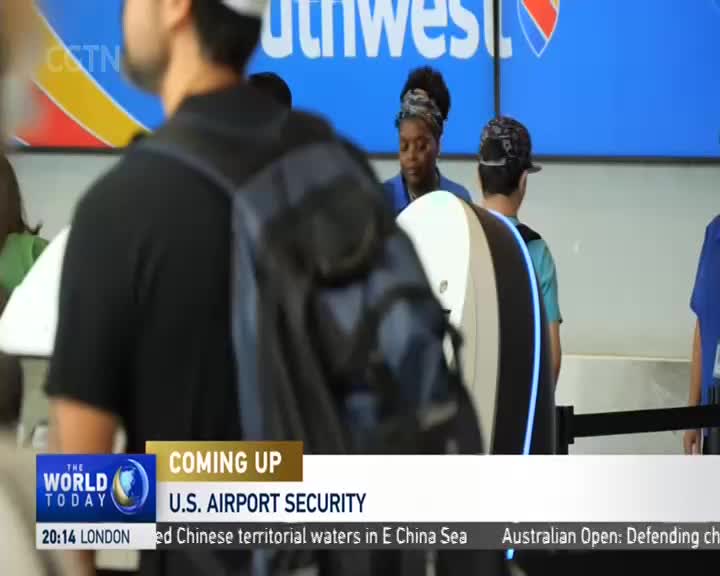 CGTN
uthwest
COMING UP
THE
WORLD
TODAY
U.S. AIRPORT SECURITY
20:14 LONDON
ed Chinese territorial waters in E China Sea Australian Open: Defending ch